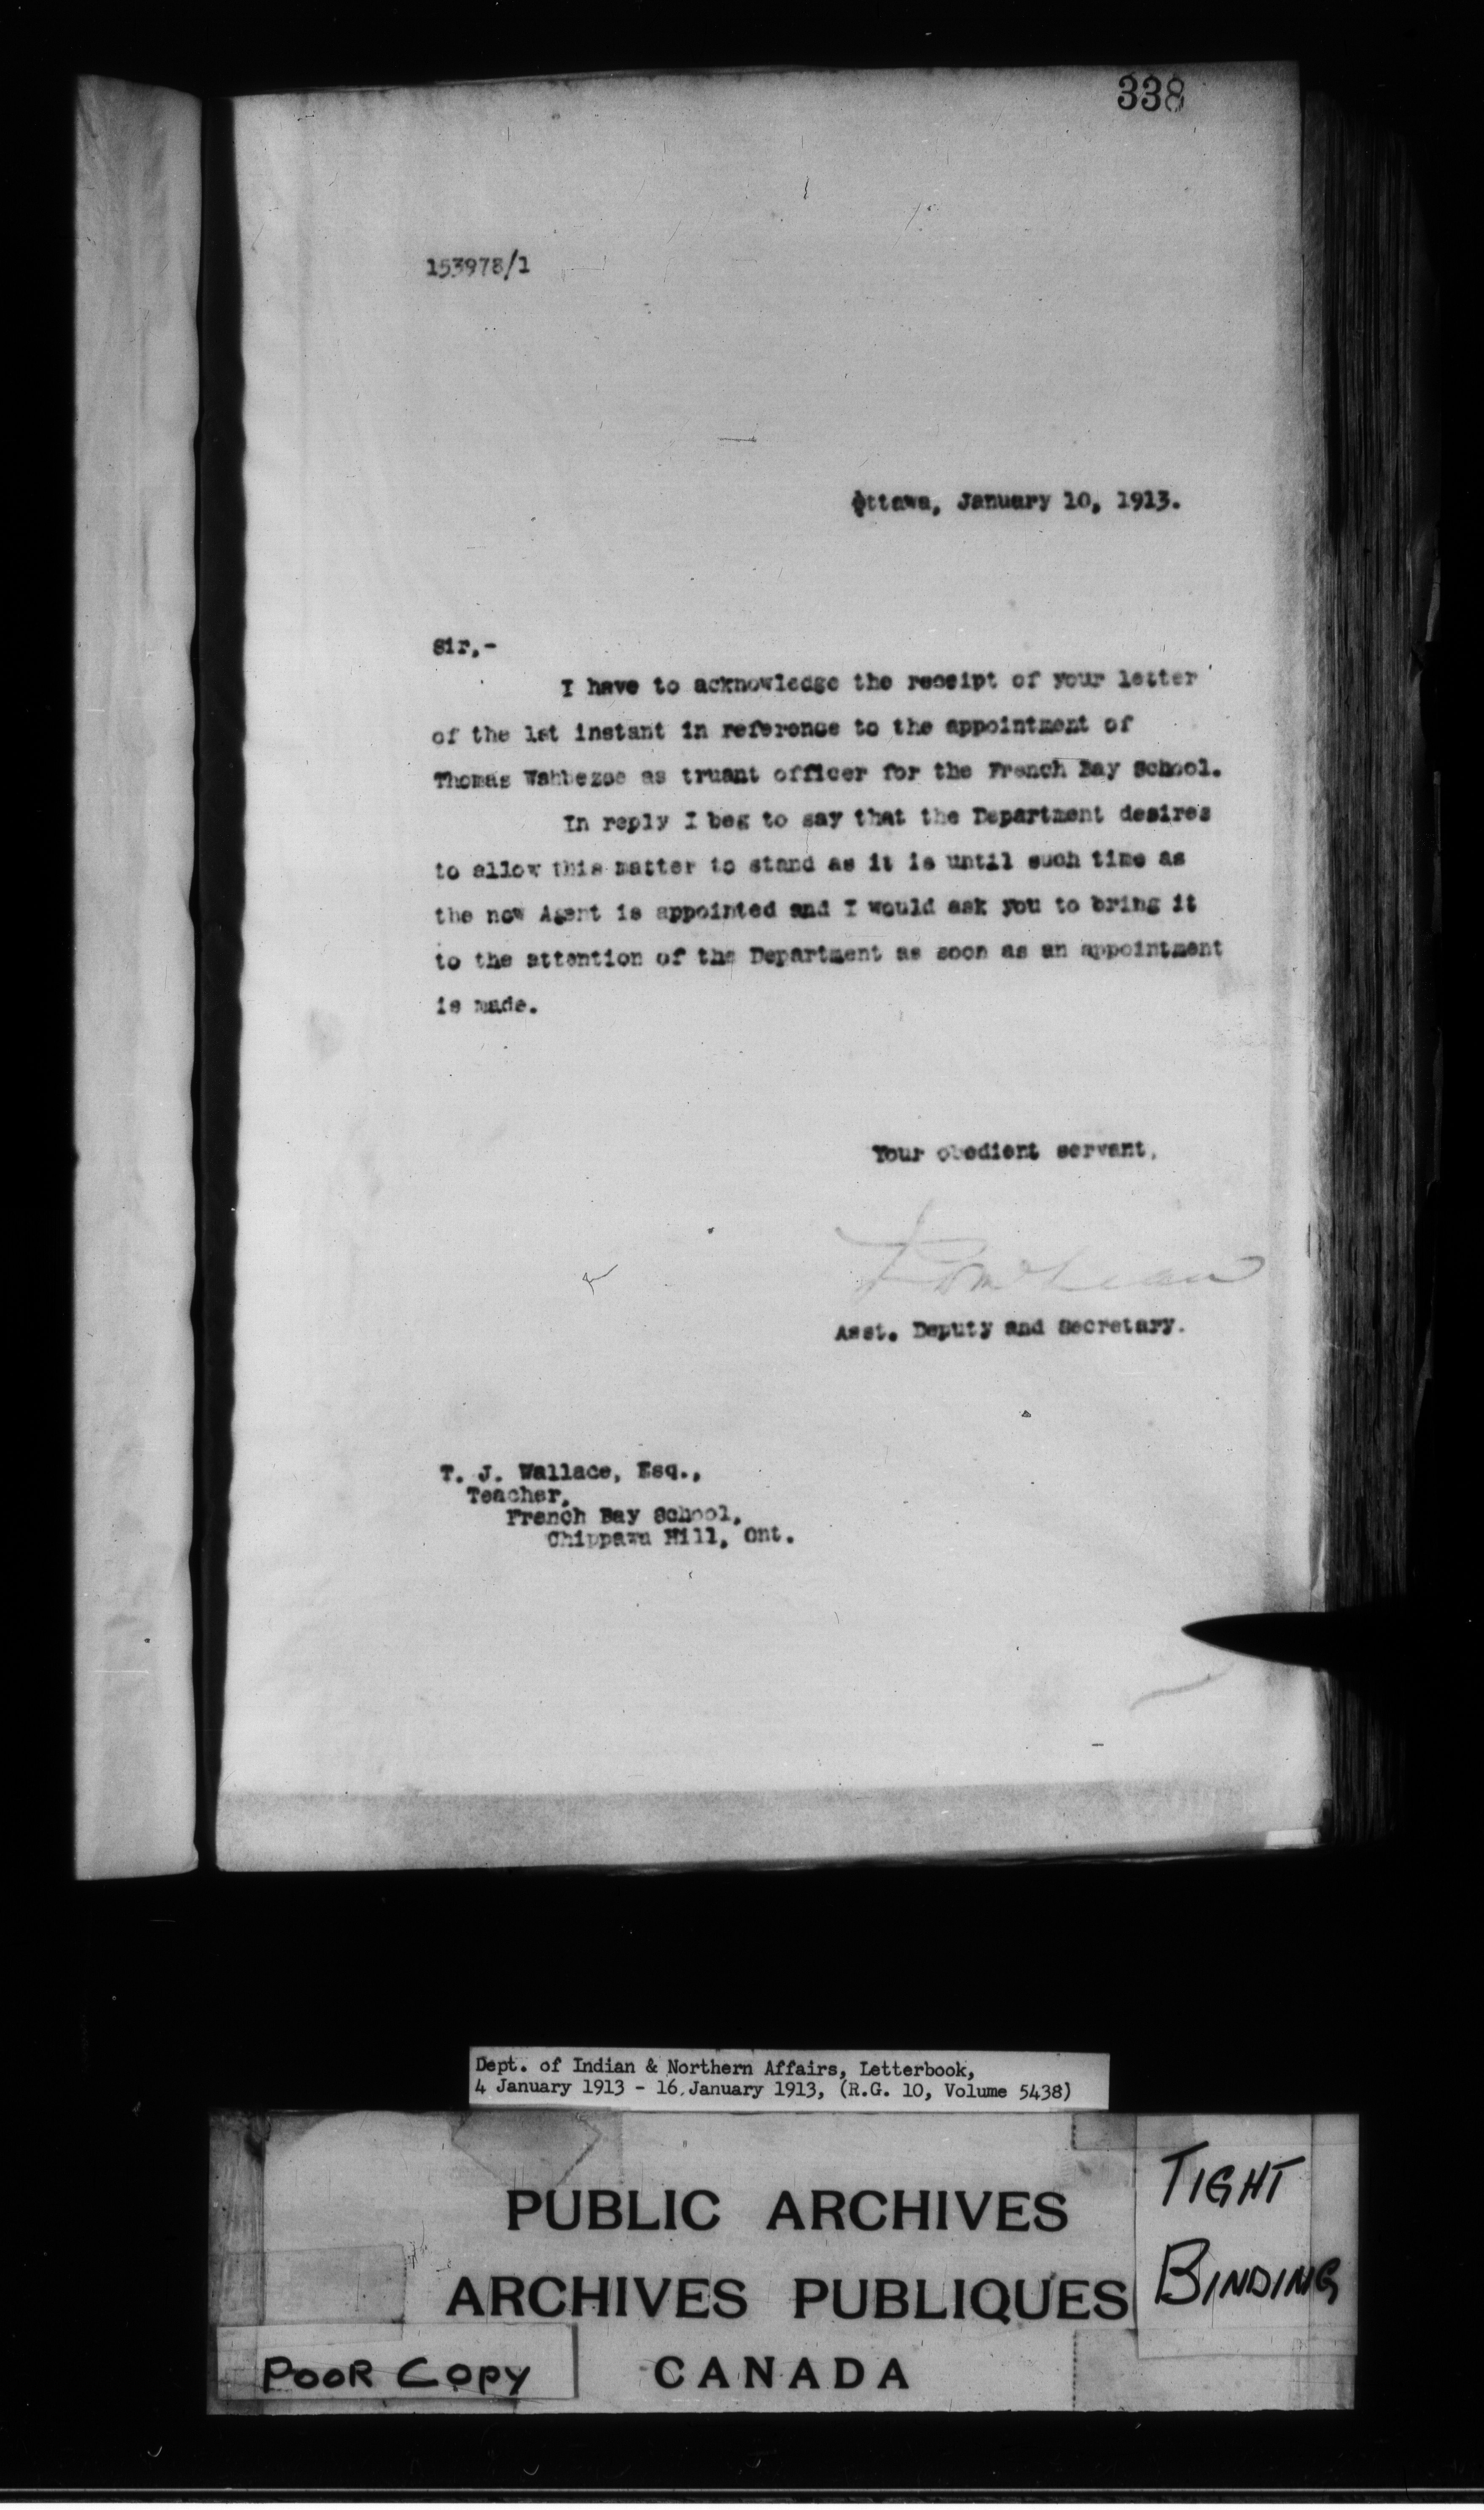 338
153978/1
Ottawa, January 10, 1913.
Sir,-
I have to acknowledge the receipt of your letter
of the 1st instant in reference to the appointment of
Thomas Wahbezee as truant officer for the French Bay School.
In reply I beg to say that the Department desires
to allow this matter to stand as it is until such time as
the new Agent is appointed and I would ask you to bring it
to the attention of the Department as soon as an appointment
is made.
Your obedient servant,
Asst. Deputy and Secretary.
T. J. Wallace, Esq.,
Teacher,
French Bay School,
Chippawa Hill, Ont.
Dept. of Indian & Northern Affairs, Letterbook,
4 January 1913 - 16 January 1913, (R.G. 10, Volume 5438)
PUBLIC ARCHIVES
ARCHIVES PUBLIQUES
CANADA
TIGHT
BINDING
POOR COPY